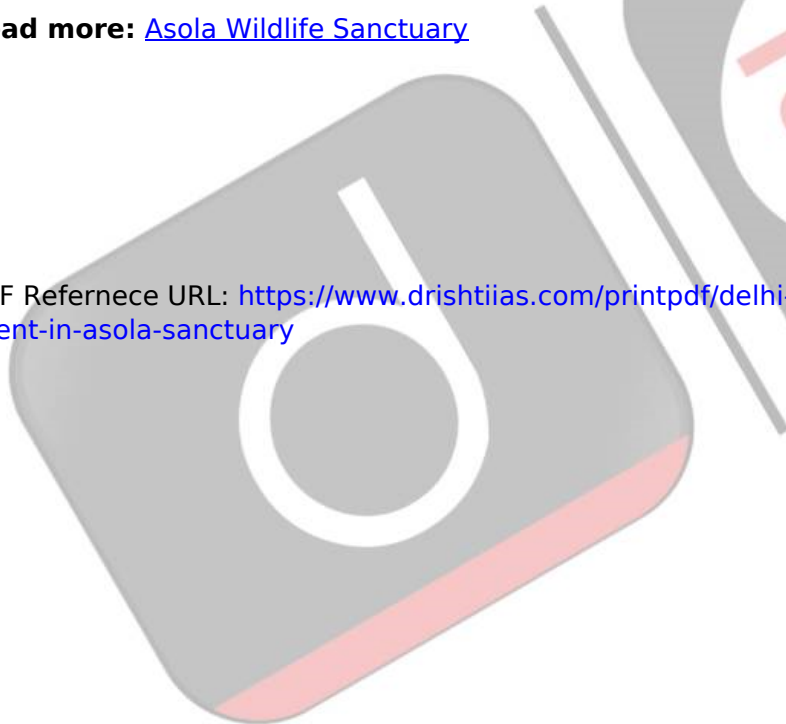 ad more: Asola Wildlife Sanctuary
F Refernece URL: https://www.drishtiias.com/printpdf/delhi-
ent-in-asola-sanctuary
d